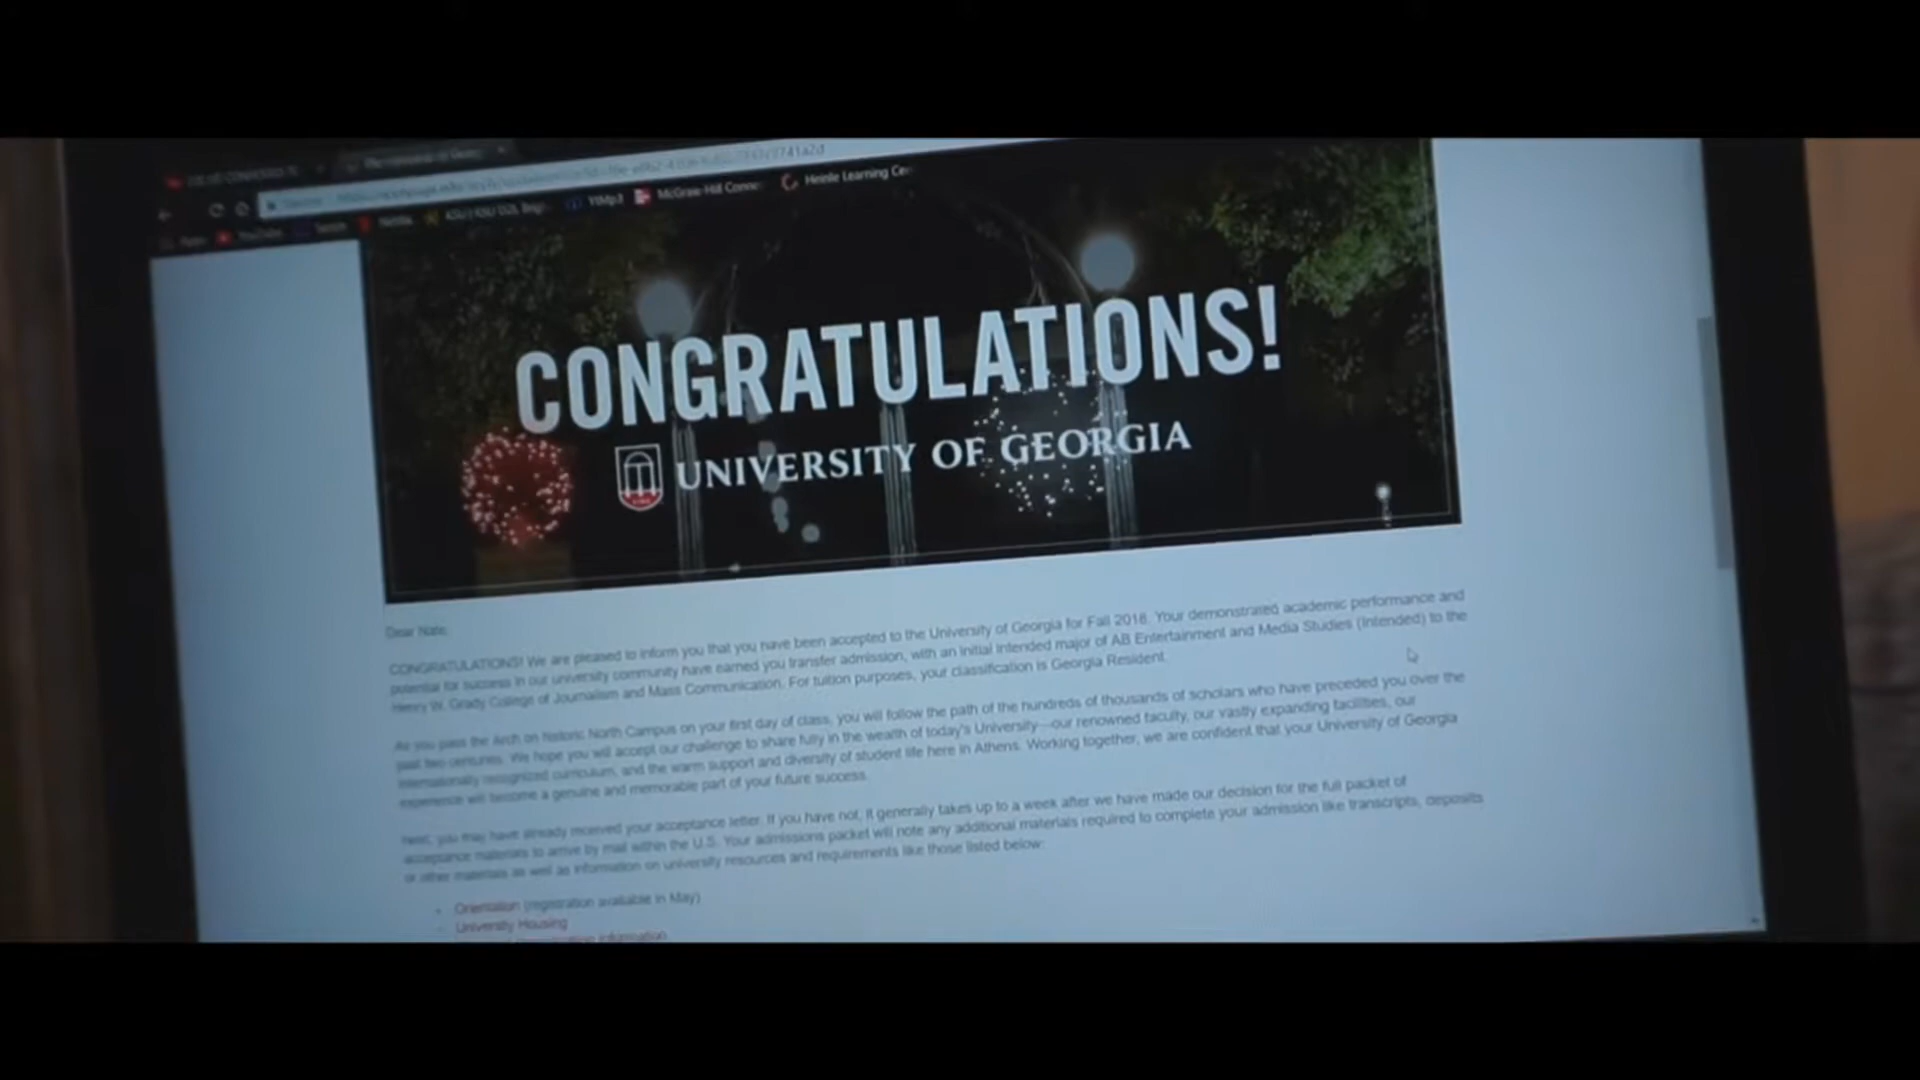 YouTube
Netflix
YtMp3
McGraw-Hill Conne
Heinle Learning Cer
CONGRATULATIONS!
UNIVERSITY OF GEORGIA
Dear Nate,
CONGRATULATIONS! We are pleased to inform you that you have been accepted to the University of Georgia for Fall 2018. Your demonstrated academic performance and
potential for success in our university community have earned you transfer admission, with an initial intended major of AB Entertainment and Media Studies (Intended) to the
Henry W. Grady College of Journalism and Mass Communication. For tuition purposes, your classification is Georgia Resident.
As you pass the Arch on historic North Campus on your first day of class, you will follow the path of the hundreds of thousands of scholars who have preceded you over the
past two centuries. We hope you will accept our challenge to share fully in the wealth of today's University—our renowned faculty, our vastly expanding facilities, our
internationally recognized curriculum, and the warm support and diversity of student life here in Athens. Working together, we are confident that your University of Georgia
experience will become a genuine and memorable part of your future success.
Next, you may have already received your acceptance letter. If you have not, it generally takes up to a week after we have made our decision for the full packet of
acceptance materials to arrive by mail within the U.S. Your admissions packet will note any additional materials required to complete your admission like transcripts, deposits
or other materials as well as information on university resources and requirements like those listed below:
Orientation (registration available in May)
University Housing
information